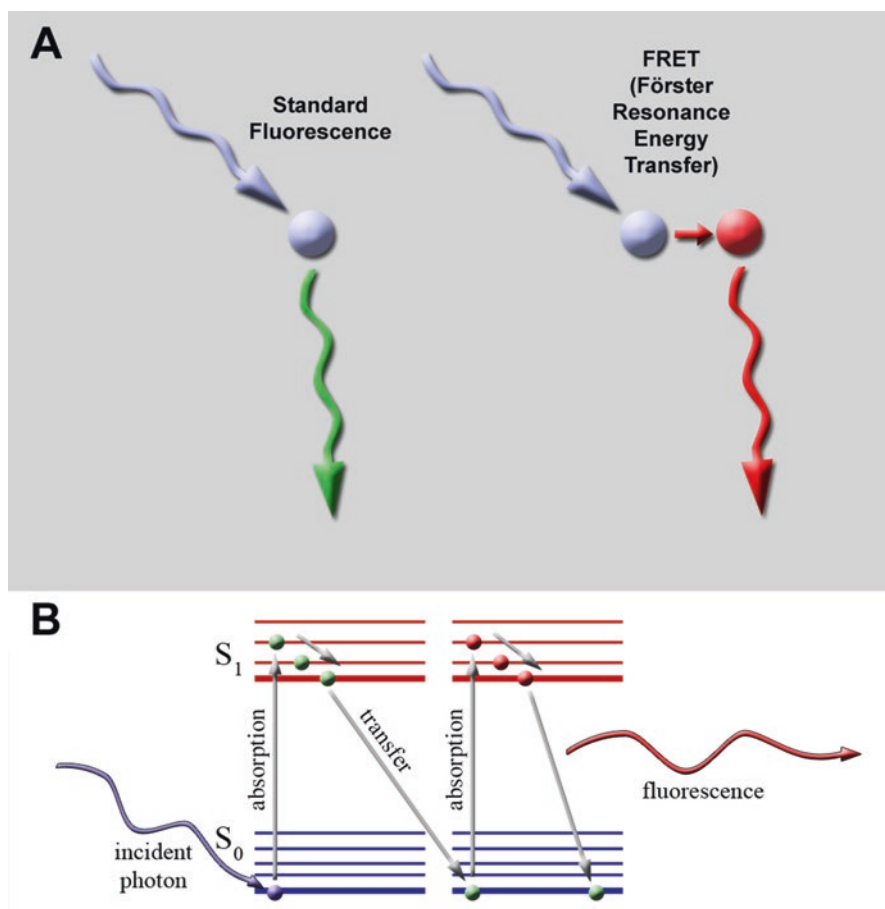 A
Standard
Fluorescence
FRET
(Förster
Resonance
Energy
Transfer)
B
S1
absorption
transfer
absorption
fluorescence
S0
incident
photon